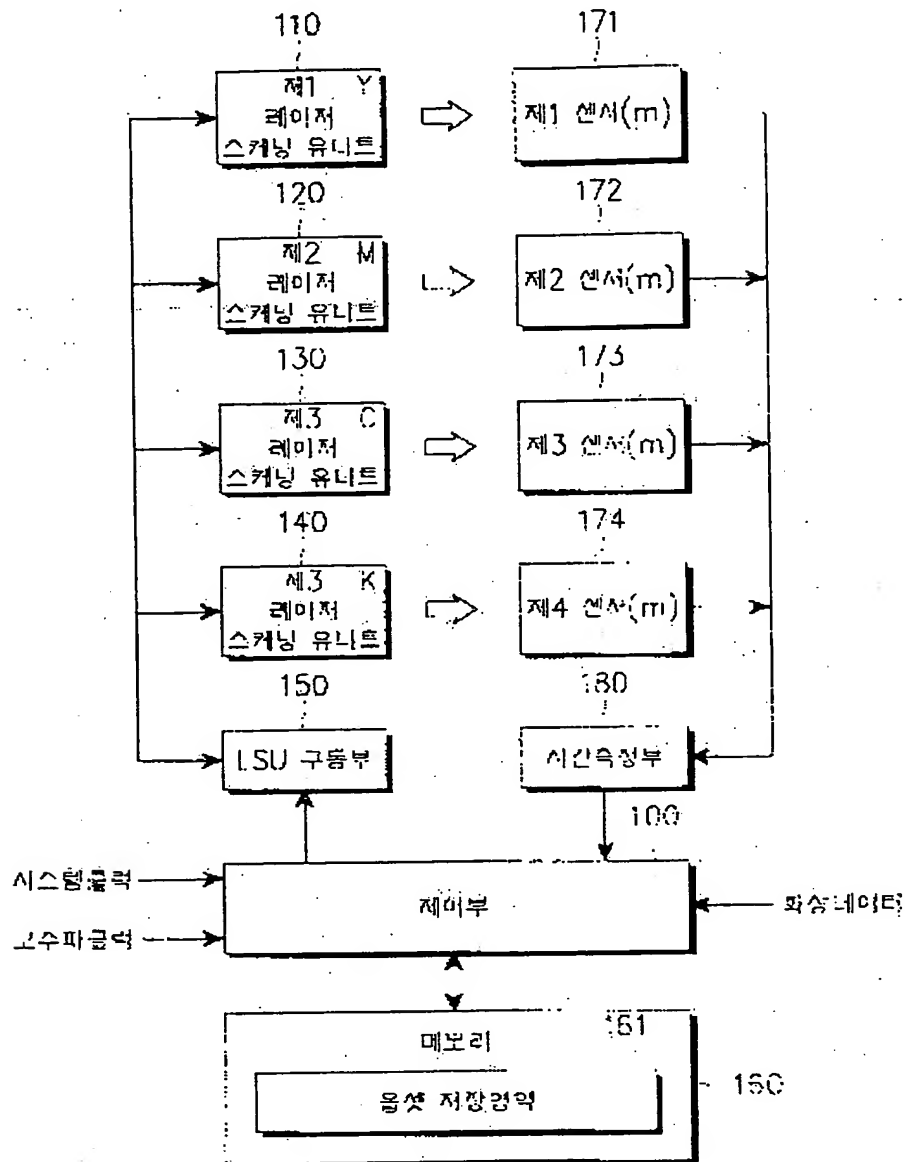 110
171
제1 Y
레이저
스캐닝 유니트
제1 센서(m)
120
172
제2 M
레이저
스캐닝 유니트
제2 센서(m)
130
173
제3 C
레이저
스캐닝 유니트
제3 센서(m)
140
174
제3 K
레이저
스캐닝 유니트
제4 센서(m)
150
180
LSU 구동부
시간측정부
100
시스템클럭
제어부
화상데이터
고주파클럭
161
메모리
옵셋 저장영역
160